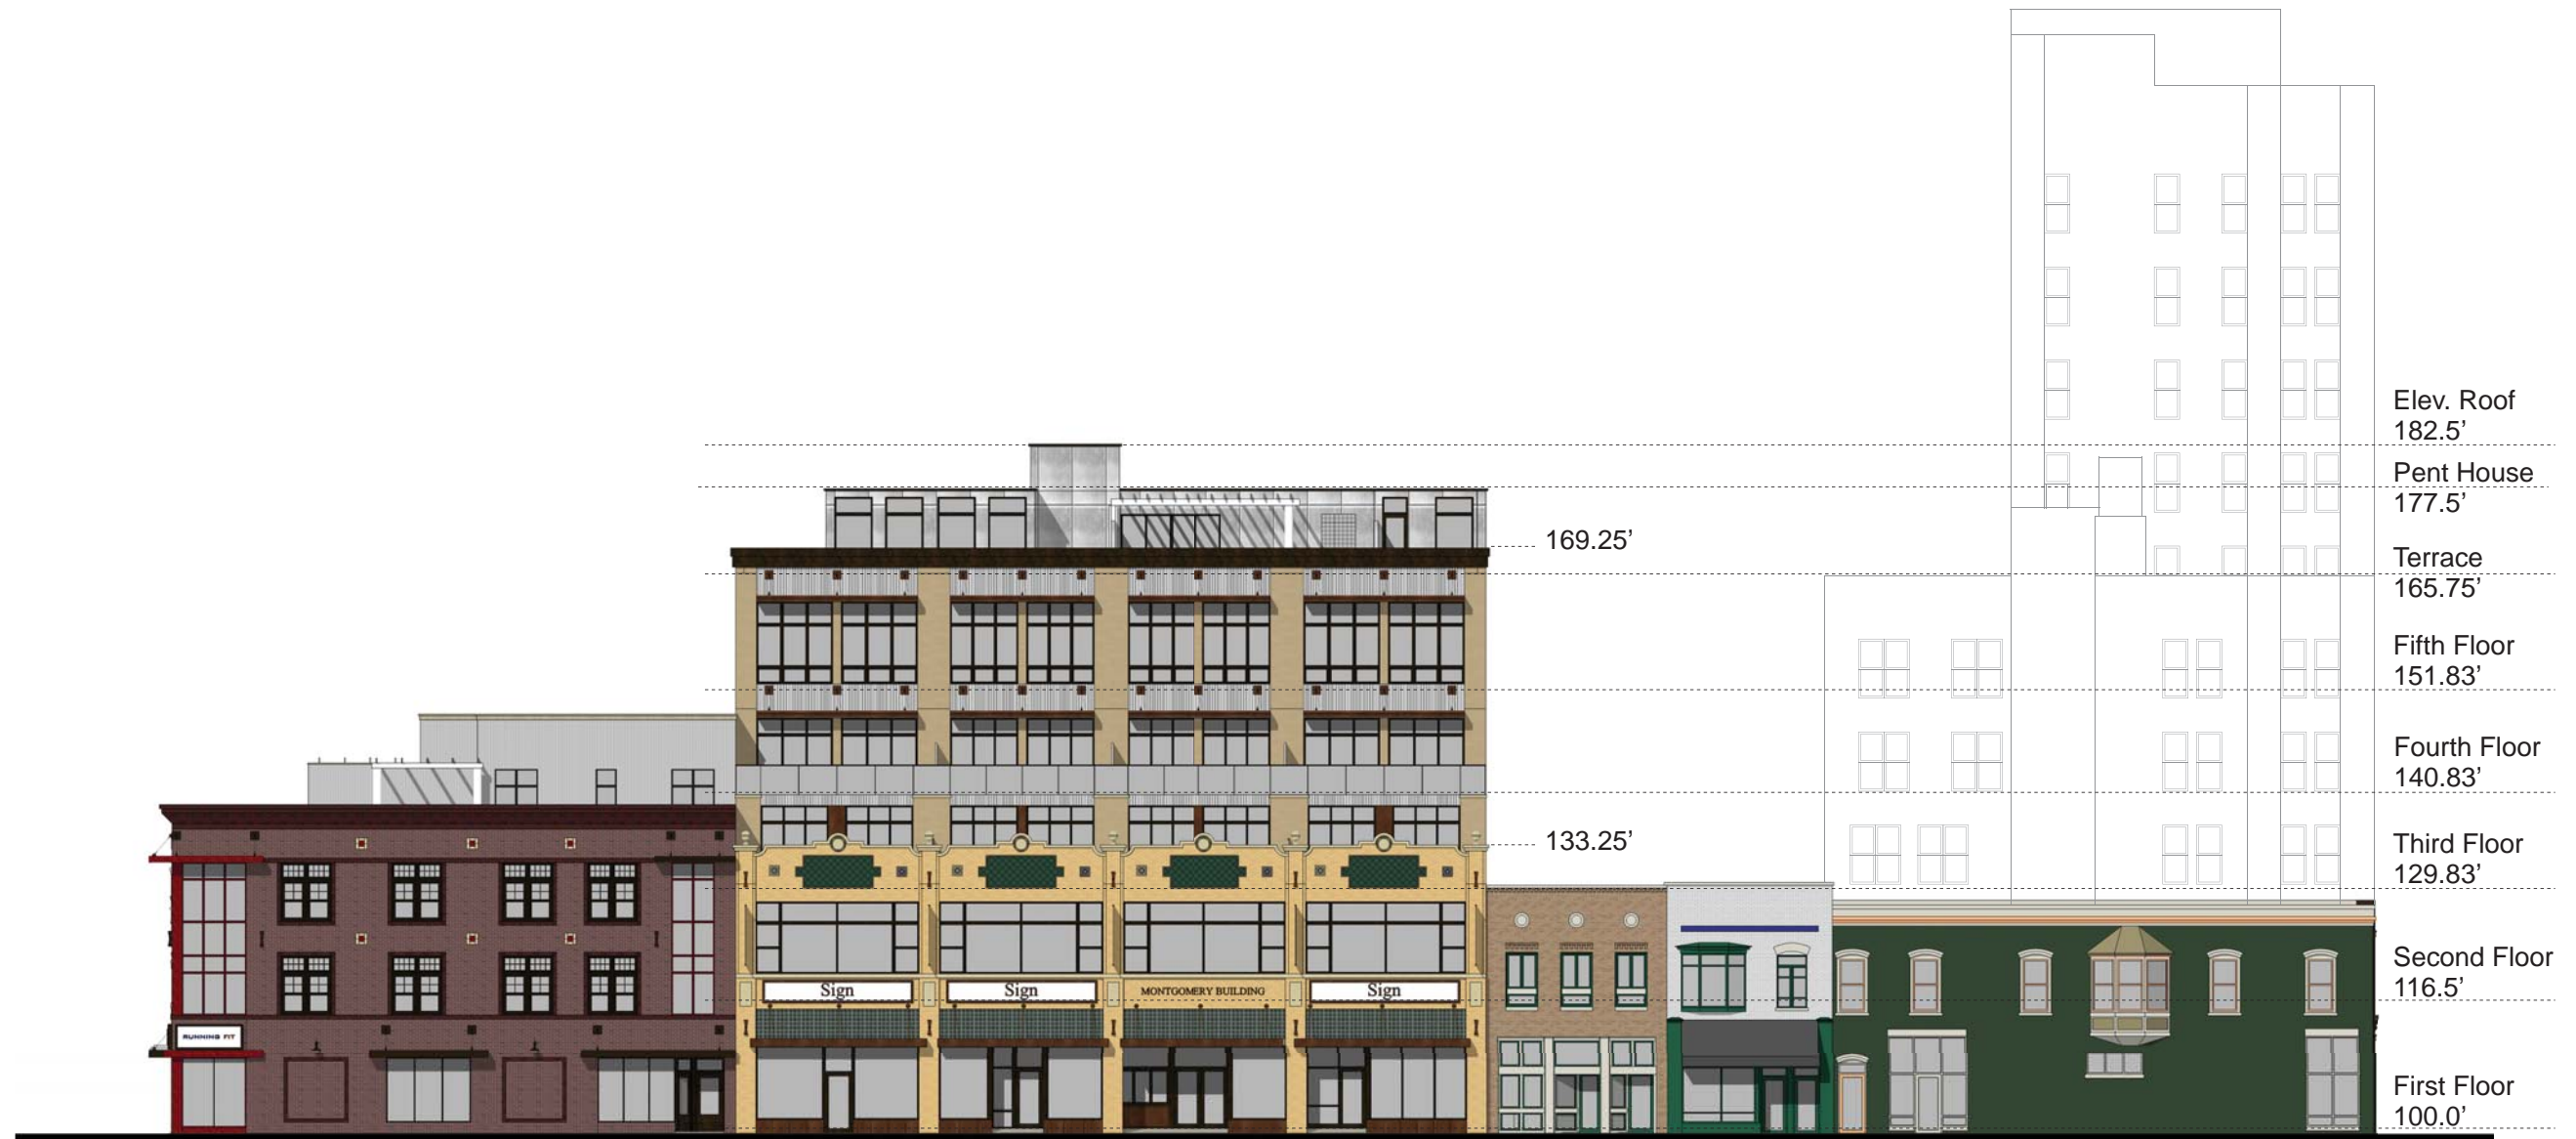 Elev. Roof
182.5’
Pent House
177.5’
169.25’
Terrace
165.75’
Fifth Floor
151.83’
Fourth Floor
140.83’
133.25’
Third Floor
129.83’
Second Floor
116.5’
Sign
Sign
MONTGOMERY BUILDING
Sign
RUNNING FIT
First Floor
100.0’